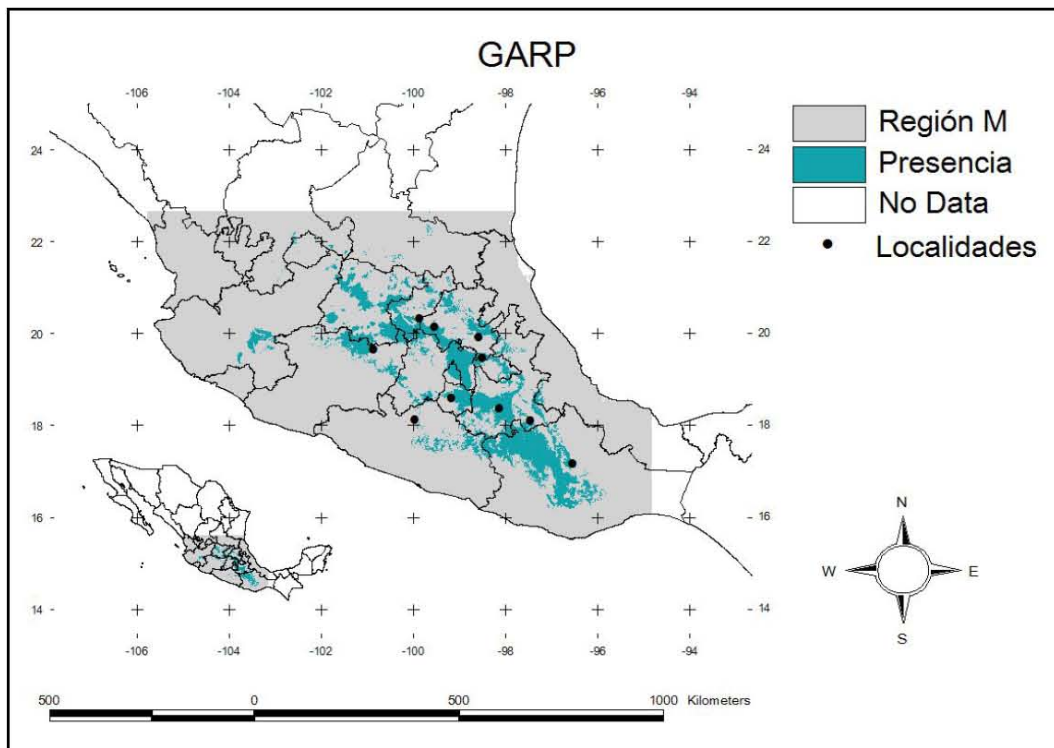 GARP
-106 -104 -102 -100 -98 -96 -94
24 24
22 22
20 20
18 18
16 16
14 14
-106 -104 -102 -100 -98 -96 -94
Región M
Presencia
No Data
Localidades
N
W E
S
500 0 500 1000 Kilometers